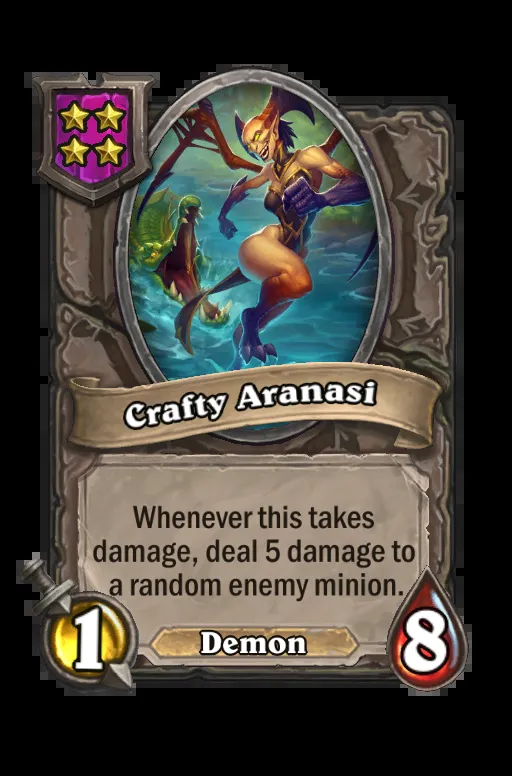 Crafty Aranasi
Whenever this takes
damage, deal 5 damage to
a random enemy minion.
1
Demon
8